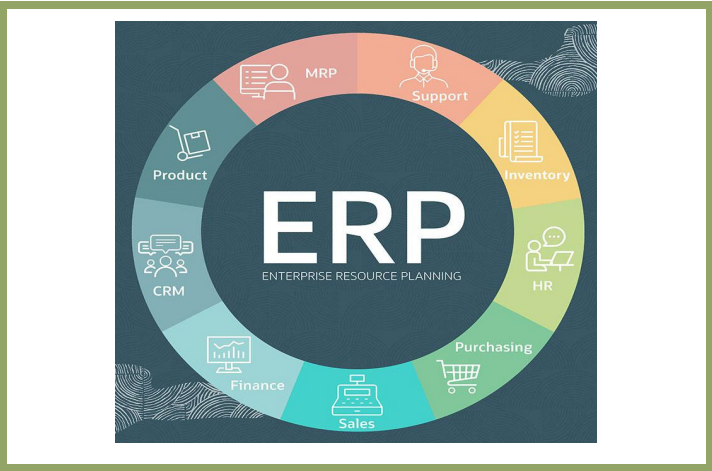 MRP
Support
Inventory
HR
Purchasing
Sales
Finance
CRM
Product
ERP
ENTERPRISE RESOURCE PLANNING